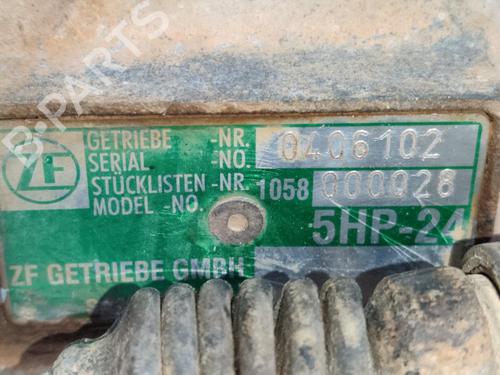 B-PARTS
ZF
GETRIEBE -NR. 0406102
SERIAL -NO.
STÜCKLISTEN-NR. 1058 000028
MODEL -NO.
5HP-24
ZF GETRIEBE GMBH